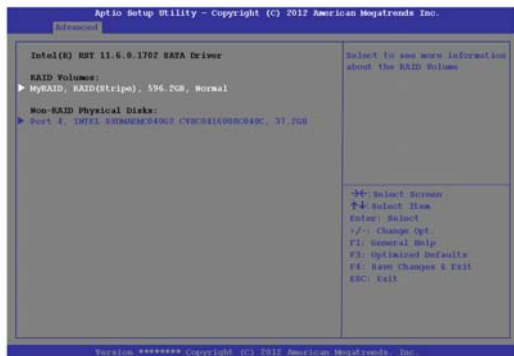 Aptio Setup Utility - Copyright (C) 2012 American Megatrends Inc.
Advanced
Intel(R) RST 11.6.0.1702 SATA Driver
RAID Volumes:
MyRAID, RAID(Stripe), 596.2GB, Normal
Non-RAID Physical Disks:
Port 4, INTEL 37.2GB
Select to see more information
about the RAID Volume
→←: Select Screen
↑↓: Select Item
Enter: Select
+/-: Change Opt.
F1: General Help
F3: Optimized Defaults
F4: Save Changes & Exit
ESC: Exit
Version ******** Copyright (C) 2012 American Megatrends, Inc.